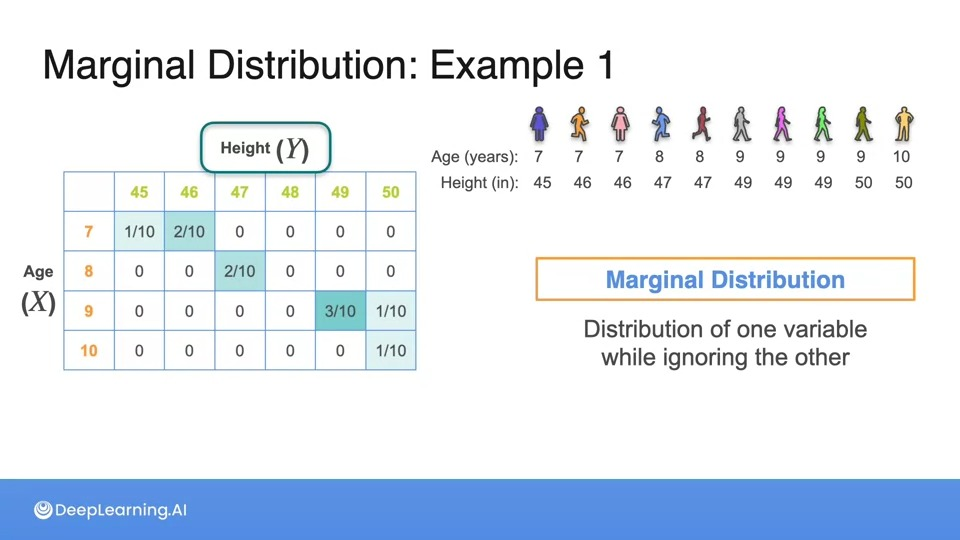 Marginal Distribution: Example 1
Height (Y)
45 46 47 48 49 50
7 1/10 2/10 0 0 0 0
8 0 0 2/10 0 0 0
9 0 0 0 0 3/10 1/10
10 0 0 0 0 0 1/10
Age
(X)
Age (years): 7 7 7 8 8 9 9 9 9 10
Height (in): 45 46 46 47 47 49 49 49 50 50
Marginal Distribution
Distribution of one variable
while ignoring the other
DeepLearning.AI